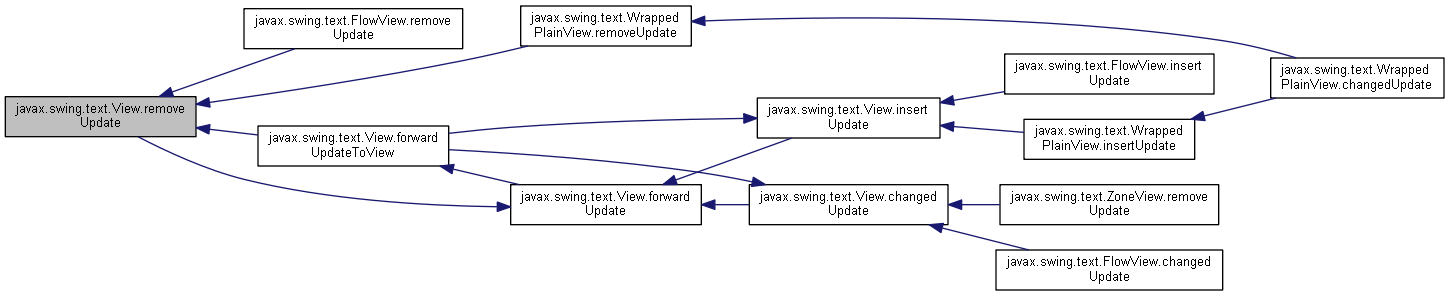 javax.swing.text.FlowView.remove
Update
javax.swing.text.Wrapped
PlainView.removeUpdate
javax.swing.text.FlowView.insert
Update
javax.swing.text.Wrapped
PlainView.changedUpdate
javax.swing.text.View.remove
Update
javax.swing.text.View.insert
Update
javax.swing.text.View.forward
UpdateToView
javax.swing.text.Wrapped
PlainView.insertUpdate
javax.swing.text.View.forward
Update
javax.swing.text.View.changed
Update
javax.swing.text.ZoneView.remove
Update
javax.swing.text.FlowView.changed
Update